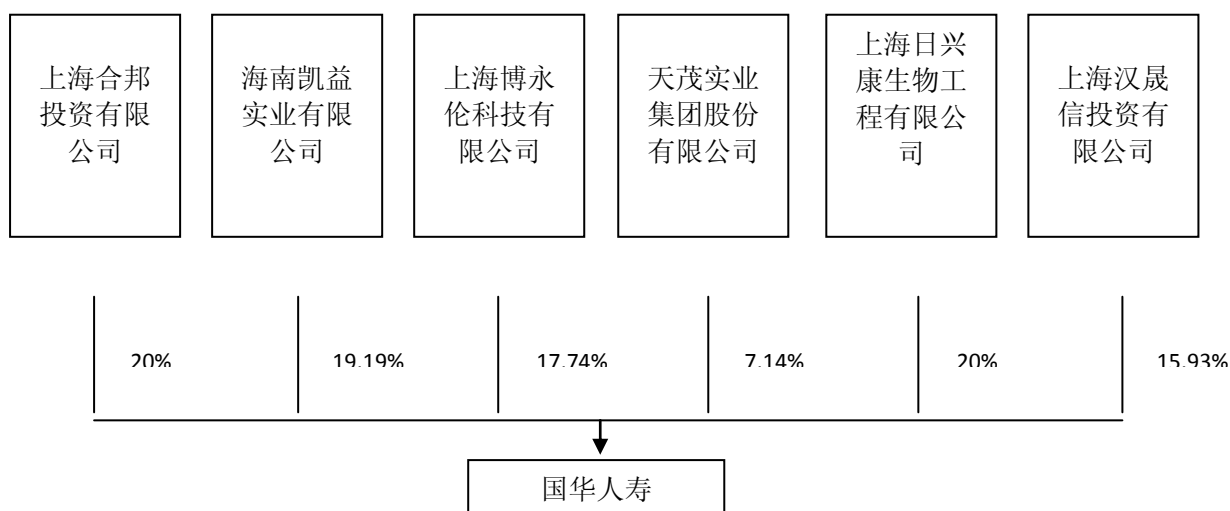 上海合邦
投资有限
公司
海南凯益
实业有限
公司
上海博永
伦科技有
限公司
天茂实业
集团股份
有限公司
上海日兴
康生物工
程有限公
司
上海汉晟
信投资有
限公司
20%
19.19%
17.74%
7.14%
20%
15.93%
国华人寿